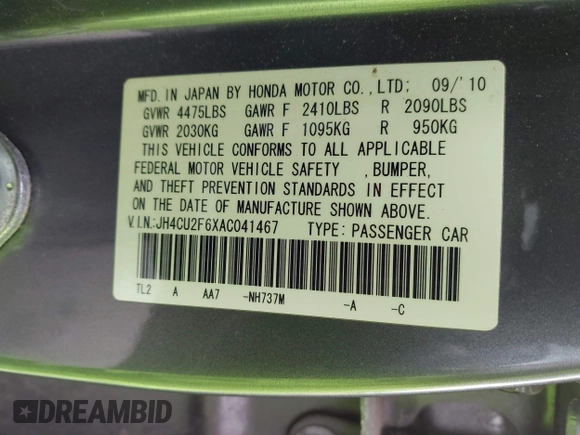 MFD. IN JAPAN BY HONDA MOTOR CO., LTD; 09/'10
GVWR 4475LBS GAWR F 2410LBS R 2090LBS
GVWR 2030KG GAWR F 1095KG R 950KG
THIS VEHICLE CONFORMS TO ALL APPLICABLE
FEDERAL MOTOR VEHICLE SAFETY , BUMPER,
AND THEFT PREVENTION STANDARDS IN EFFECT
ON THE DATE OF MANUFACTURE SHOWN ABOVE.
V.I.N.:JH4CU2F6XAC041467 TYPE: PASSENGER CAR
TL2 A AA7 -NH737M -A -C
DREAMBID